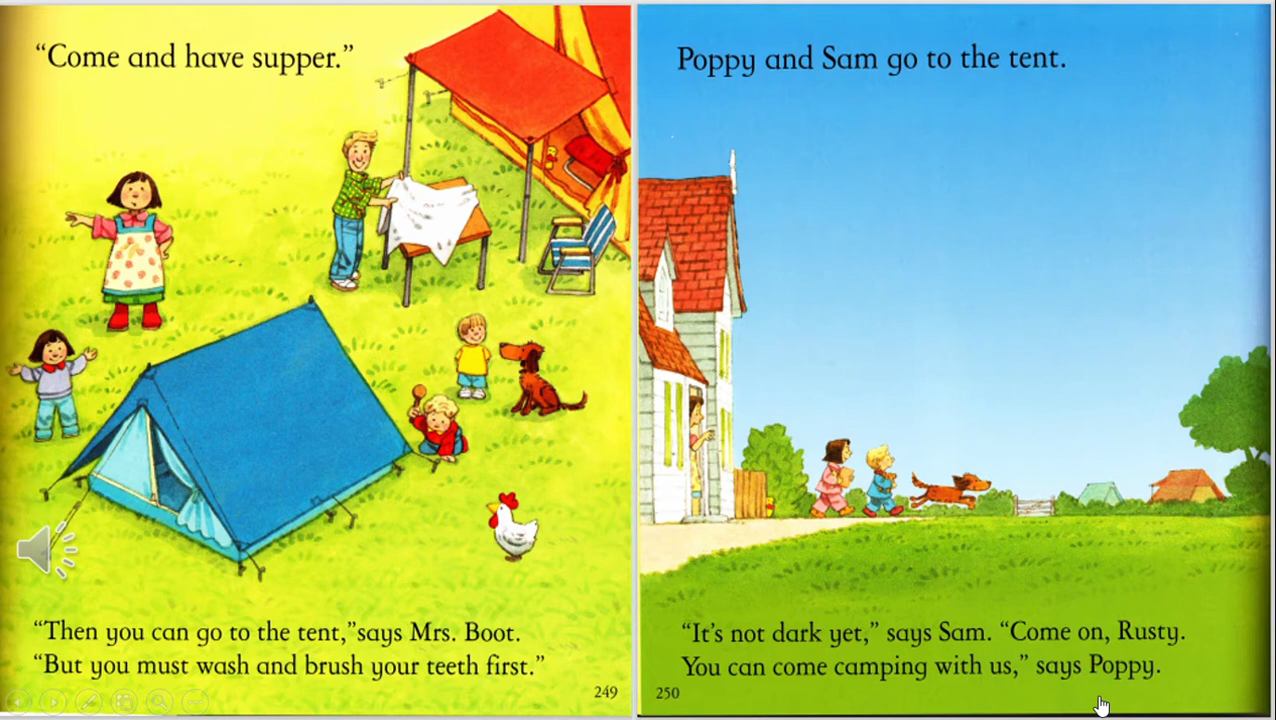 “Come and have supper.”
“Then you can go to the tent,”says Mrs. Boot.
“But you must wash and brush your teeth first.”
249
Poppy and Sam go to the tent.
“It’s not dark yet,” says Sam. “Come on, Rusty.
You can come camping with us,” says Poppy.
250